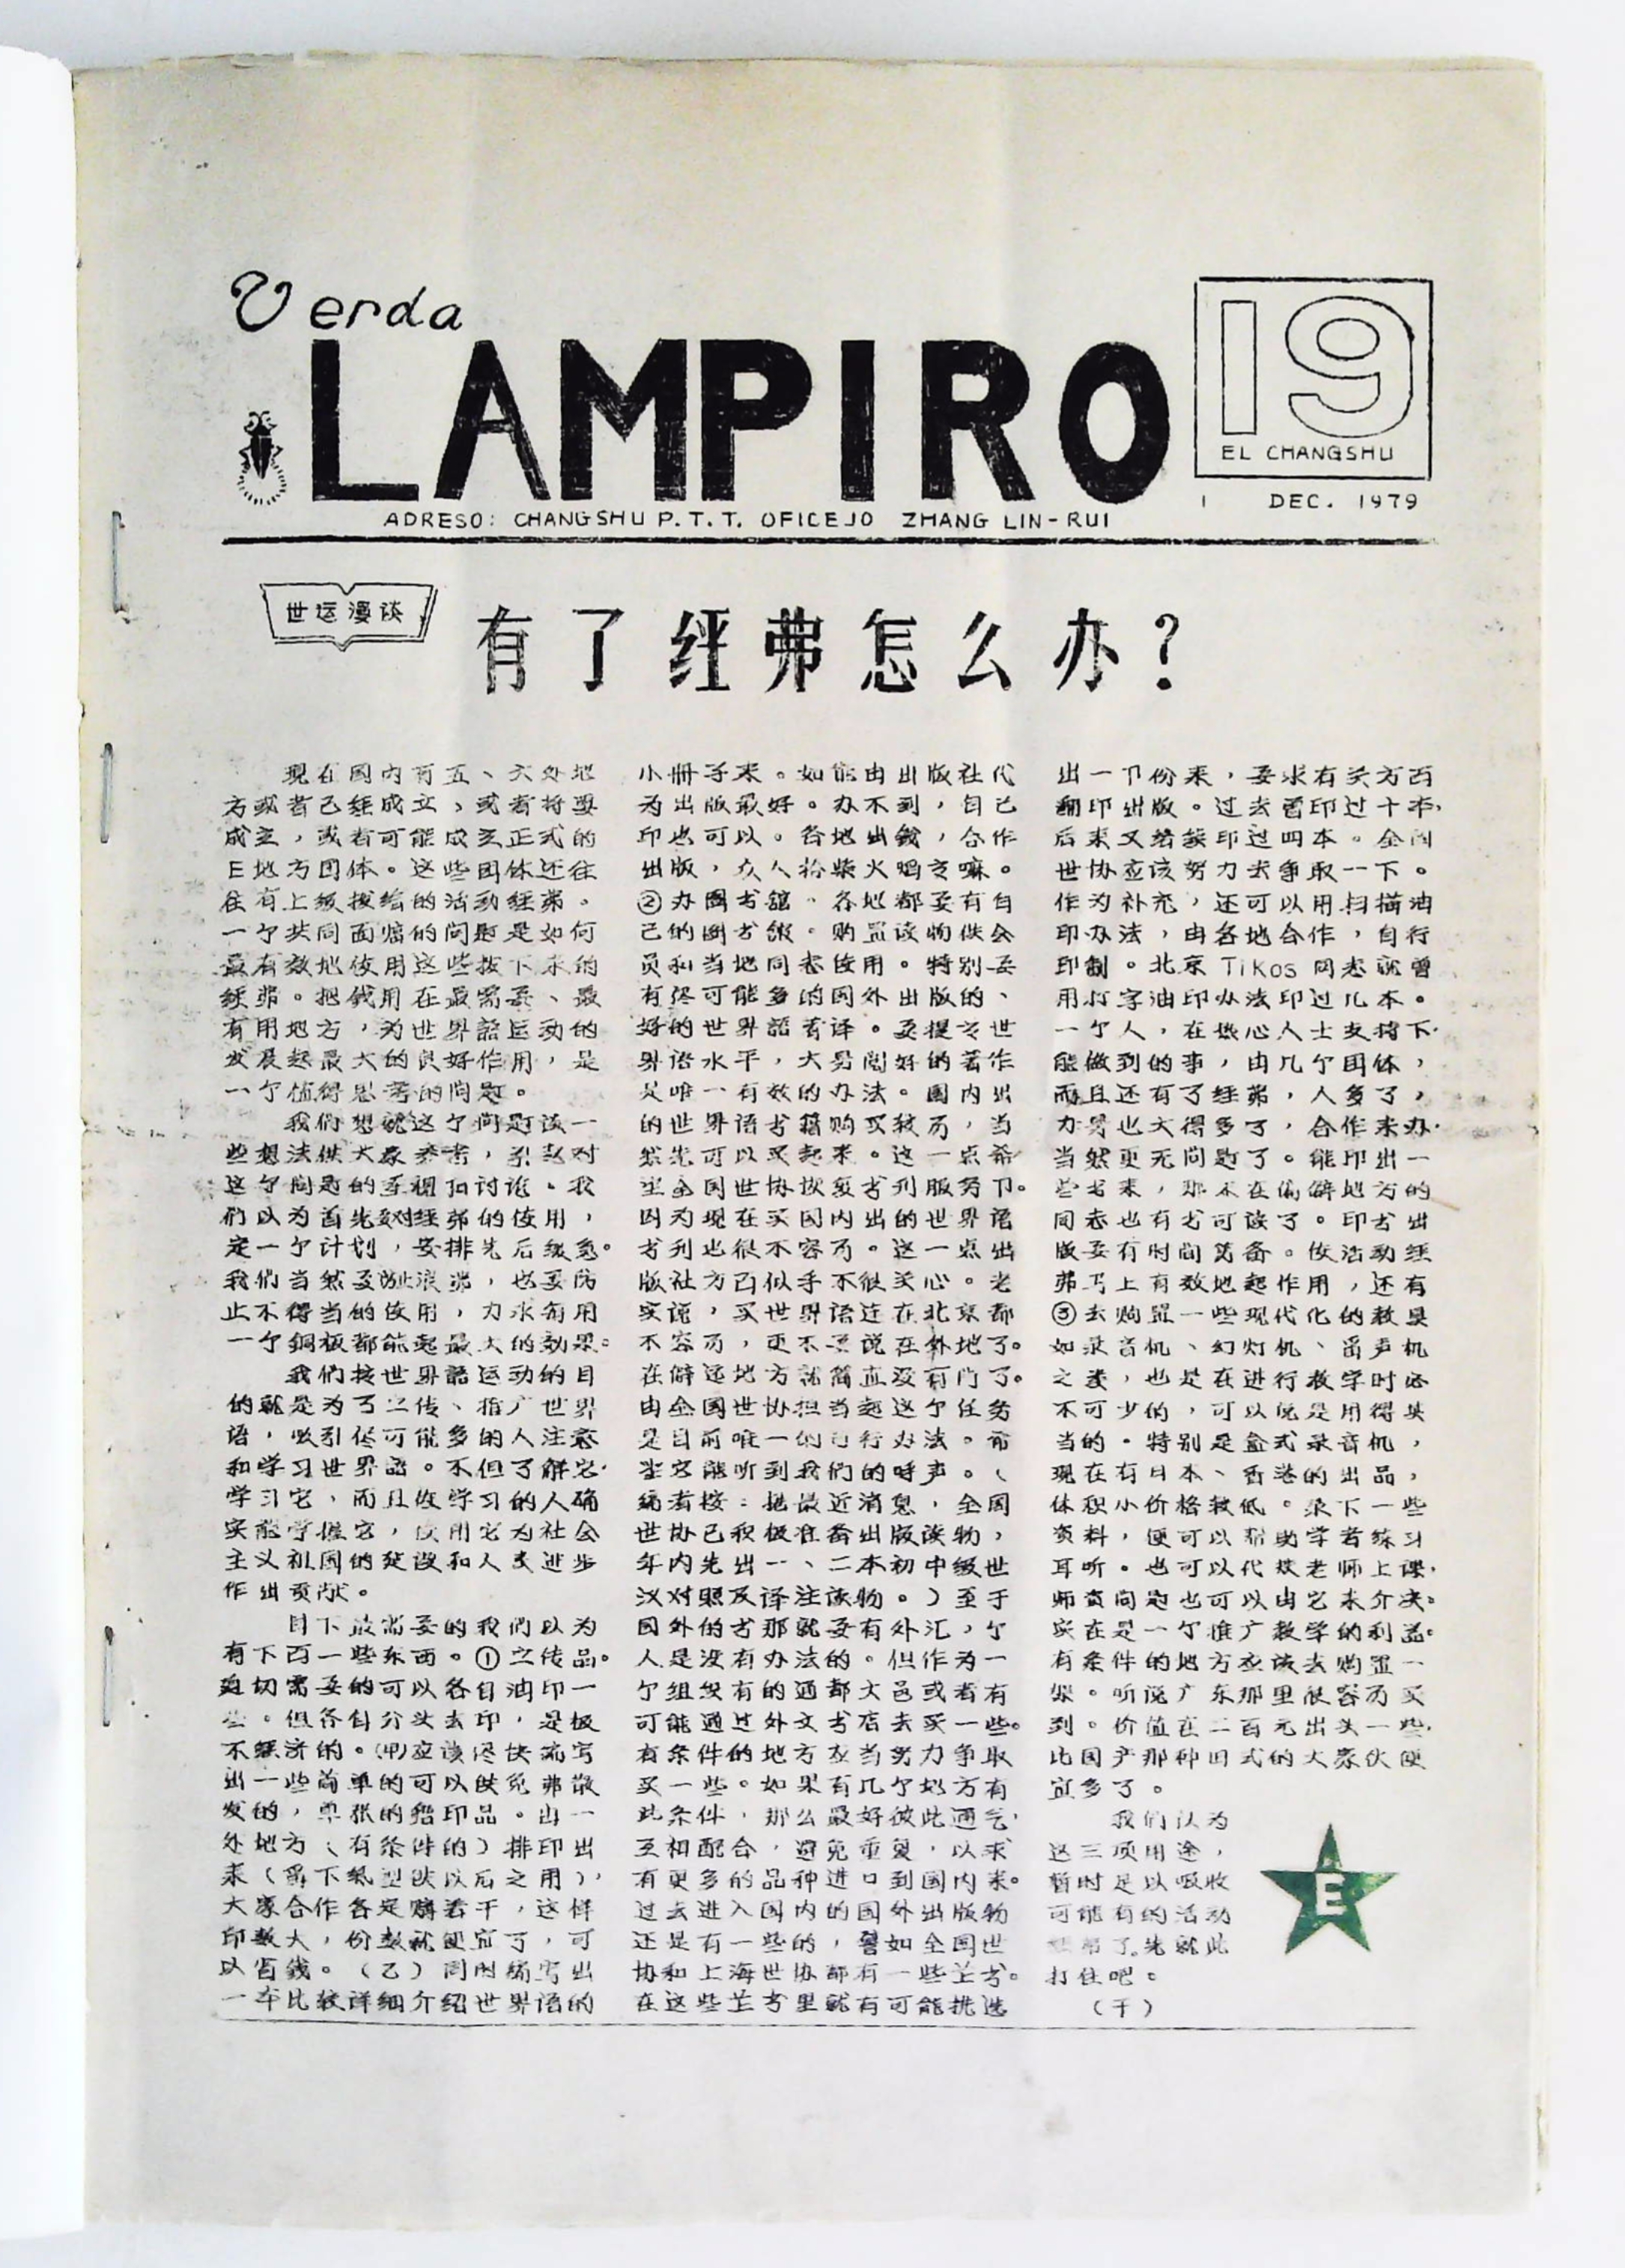 Verda
LAMPIRO
19
EL CHANGSHU
1 DEC. 1979
ADRESO: CHANGSHU P.T.T. OFICEJO ZHANG LIN-RUI
世运漫谈
有了经费怎么办？
现在国内有五、六处地
方或者已经成立、或者将要
成立，或者可能成立正式的
E地方团体。这些团体还往
往有上级拨给的活动经费。
一个共同面临的问题是如何
最有效地使用这些拨下来的
经费。把钱用在最需要、最
有用地方，为世界語运动的
发展起最大的良好作用，是
一个值得思考的问题。
我们想就这个问题谈一
些想法供大家参考，引起对
这个问题的重视和讨论。我
们以为首先要对经费的使用，
定一个计划，安排先后缓急。
我们当然要防止浪费，也要防
止不得当的使用，力求每用
一个銅板都能起最大的効果。
我们搞世界語运动的目
的就是为了宣传、推广世界
语，吸引尽可能多的人注意
和学习世界語。不但了解它，
学习它，而且使学习的人确
实能掌握它，使用它为社会
主义祖国的建设和人类进步
作出贡献。
目下最需要的我们以为
有下面一些东西。①宣传品。
迫切需要的可以各自油印一
些。但各自分头去印，是极
不经济的。(甲)应该尽快编写
出一些简单的可以供免费散
发的，单张的铅印品。由一
处地方（有条件的）排印出
来（留下纸型供以后之用），
大家合作各定购若干，这样
印数大，份数就便宜了，可
以省钱。（乙）同时编写出
一本比较详细介绍世界语的
小册子来。如能由出版社代
为出版最好。办不到，自己
印也可以。各地出钱，合作
出版，众人拾柴火焰高嘛。
②办圖书舘。各地都要有自
己的圖书館。购置读物供会
员和当地同志使用。特别要
有尽可能多的国外出版的、
好的世界語著译。要提高世
界语水平，大量阅好的著作
是唯一有效的办法。国内出
的世界语书籍购买较易，当
然先可以买起来。这一点希
望全国世协恢复书刊服务部。
因为现在买国内出的世界语
书刊也很不容易。这一点出
版社方面似乎不很关心。老
实说，买世界语连在北京都
不容易，更不要说在外地了。
在僻远地方就简直没有门了。
由全国世协担当起这个任务
是目前唯一的可行办法。希
望它能听到我们的呼声。（
编者按：据最近消息，全国
世协已积极准备出版读物，
年内先出一、二本初中级世
汉对照及译注读物。）至于
国外的书那就要有外汇，个
人是没有办法的。但作为一
个组织有的通都大邑或者有
可能通过外文书店去买一些。
有条件的地方应当努力争取
买一些。如果有几个地方有
此条件，那么最好彼此通气，
互相配合，避免重复，以求
有更多的品种进口到国内来。
过去进入国内的国外出版物
还是有一些的，譬如全国世
协和上海世协都有一些芷书。
在这些芷书里就有可能挑选
出一部份来，要求有关方面
翻印出版。过去曾印过十本，
后来又给续印过四本。全国
世协应该努力去争取一下。
作为补充，还可以用扫描油
印办法，由各地合作，自行
印制。北京Tikos同志就曾
用打字油印办法印过几本。
一个人，在热心人士支持下，
能做到的事，由几个团体，
而且还有了经费，人多了，
力量也大得多了，合作来办，
当然更无问题了。能印出一
些书来，那末在偏僻地方的
同志也有书可读了。印书出
版要有时间筹备。使活动经
费马上有效地起作用，还有
③去购置一些现代化的教具
如录音机、幻灯机、留声机
之类，也是在进行教学时必
不可少的，可以说是用得其
当的。特别是盒式录音机，
现在有日本、香港的出品，
体积小价格较低。录下一些
资料，便可以帮助学者练习
耳听。也可以代替老师上课，
师资问题也可以由它来介决。
实在是一个推广教学的利器。
有条件的地方应该去购置一
架。听说广东那里很容易买
到。价值在二百元出头一些，
比国产那种旧式的大家伙便
宜多了。
我们认为
这三项用途，
暂时足以吸收
可能有的活动
经费了。先就此
打住吧。
（千）
E